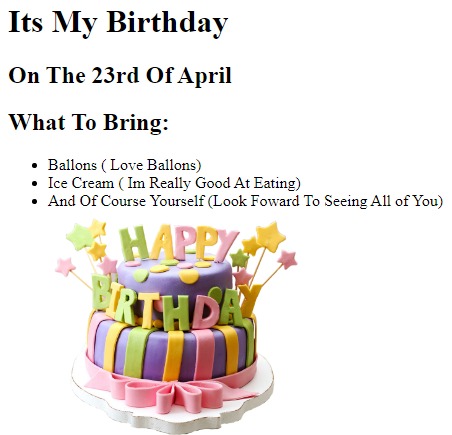 Its My Birthday
On The 23rd Of April
What To Bring:
• Ballons ( Love Ballons)
• Ice Cream ( Im Really Good At Eating)
• And Of Course Yourself (Look Foward To Seeing All of You)
HAPPY
BIRTHDAY